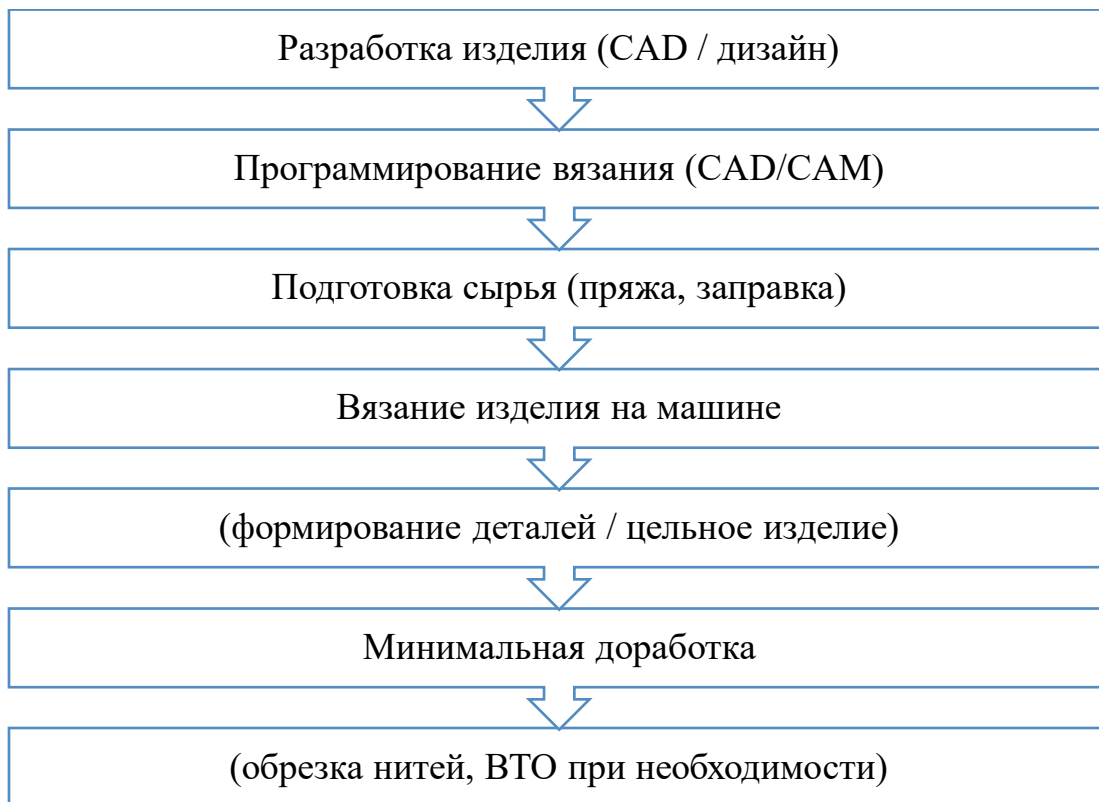 Разработка изделия (CAD / дизайн)
Программирование вязания (CAD/CAM)
Подготовка сырья (пряжа, заправка)
Вязание изделия на машине
(формирование деталей / цельное изделие)
Минимальная доработка
(обрезка нитей, ВТО при необходимости)